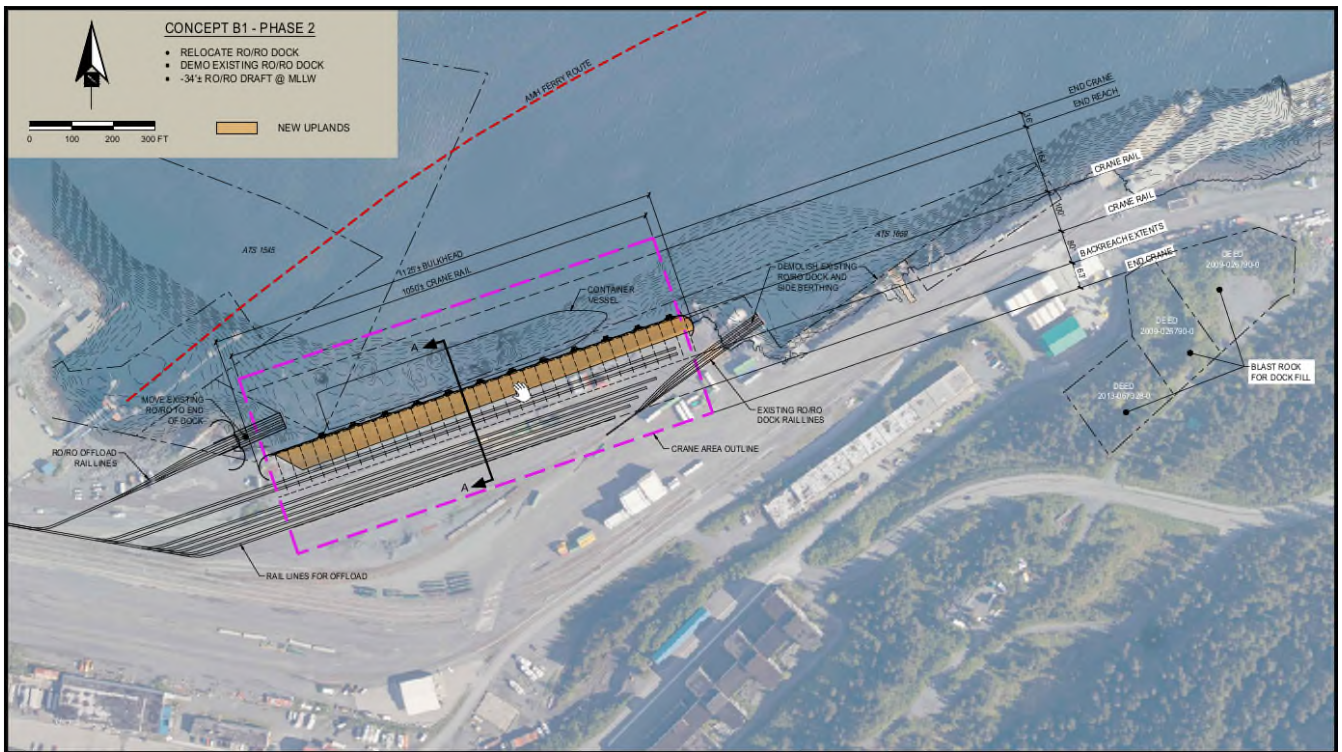 CONCEPT B1 - PHASE 2
• RELOCATE RO/RO DOCK
• DEMO EXISTING RO/RO DOCK
• -34'± RO/RO DRAFT @ MLLW
0 100 200 300 FT
NEW UPLANDS
AMH FERRY ROUTE
END CRANE
END REACH
36'
164'
CRANE RAIL
100'
CRANE RAIL
80'
BACKREACH EXTENTS
63'
END CRANE
ATS 1545
ATS 1669
1125'± BULKHEAD
1050'± CRANE RAIL
CONTAINER
VESSEL
DEMOLISH EXISTING
RO/RO DOCK AND
SIDE BERTHING
DEED
2009-026790-0
DEED
2009-026790-0
DEED
BLAST ROCK
FOR DOCK FILL
A
A
MOVE EXISTING
RO/RO TO END
OF DOCK
RO/RO OFFLOAD
RAIL LINES
EXISTING RO/RO
DOCK RAIL LINES
CRANE AREA OUTLINE
RAIL LINES FOR OFFLOAD